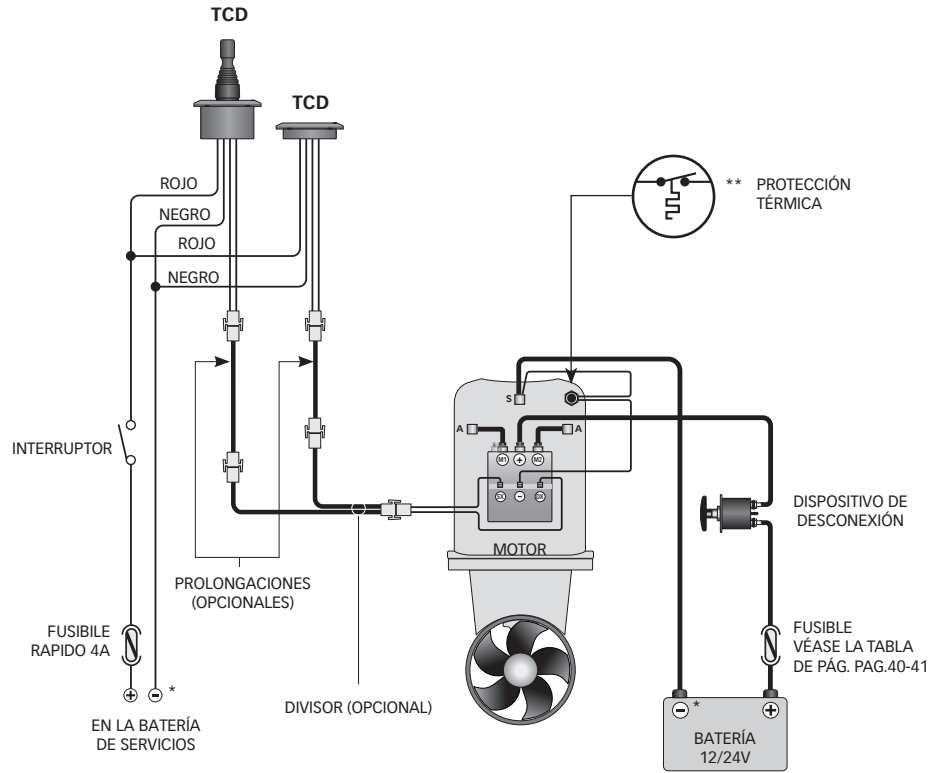 TCD
TCD
ROJO
NEGRO
ROJO
NEGRO
** PROTECCIÓN
TÉRMICA
S
A
A
M1 + M2
SX - DX
INTERRUPTOR
DISPOSITIVO DE
DESCONEXIÓN
MOTOR
PROLONGACIONES
(OPCIONALES)
FUSIBILE
RAPIDO 4A
FUSIBLE
VÉASE LA TABLA
DE PÁG. PAG.40-41
+ - *
DIVISOR (OPCIONAL)
EN LA BATERÍA
DE SERVICIOS
- * +
BATERÍA
12/24V